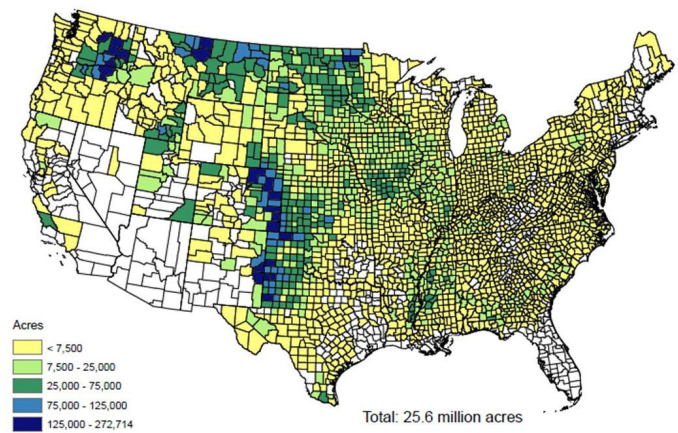 Acres
< 7,500
7,500 - 25,000
25,000 - 75,000
75,000 - 125,000
125,000 - 272,714
Total: 25.6 million acres